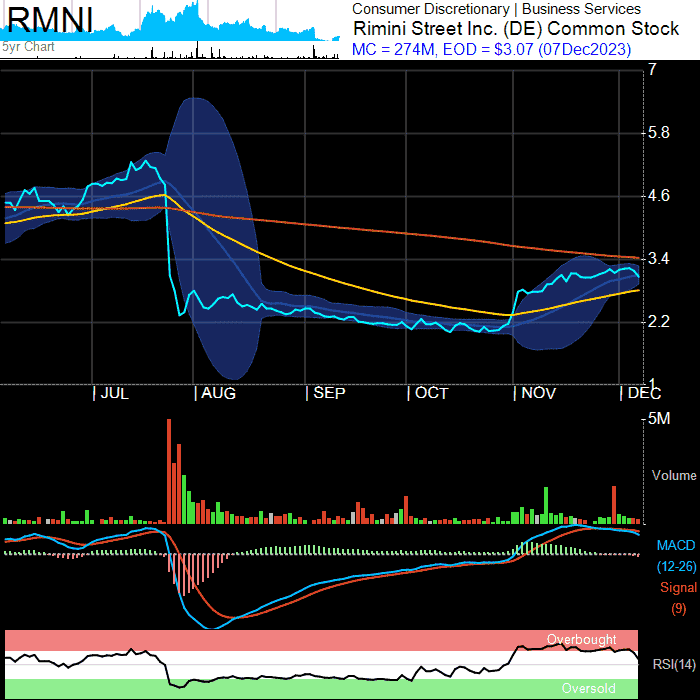 RMNI
5yr Chart
Consumer Discretionary | Business Services
Rimini Street Inc. (DE) Common Stock
MC = 274M, EOD = $3.07 (07Dec2023)
7
5.8
4.6
3.4
2.2
1
| JUL | AUG | SEP | OCT | NOV | DEC
5M
Volume
MACD
(12-26)
Signal
(9)
Overbought
RSI(14)
Oversold